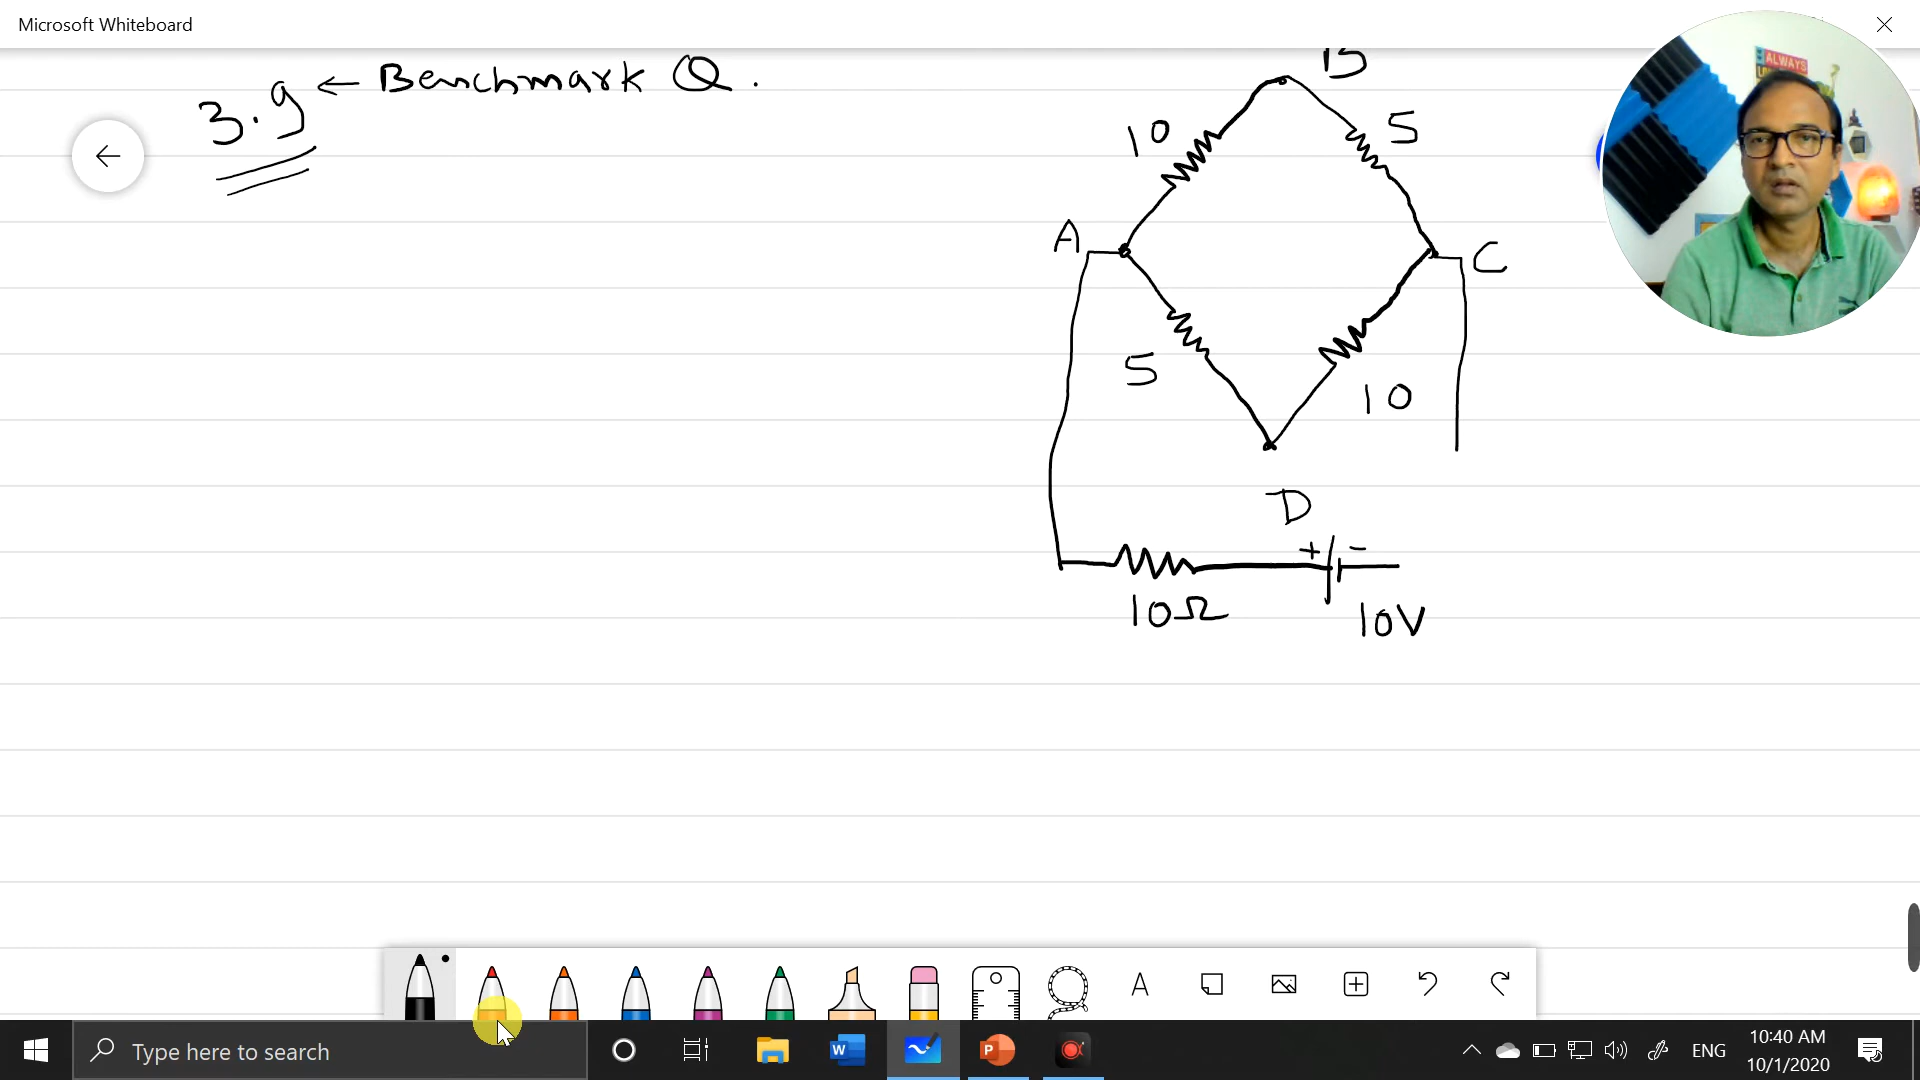 Microsoft Whiteboard
3.9 ← Benchmark Q.
B
10
5
A
C
5
10
D
+ -
10Ω
10V
ALWAYS
A
Type here to search
W
P
ENG
10:40 AM
10/1/2020